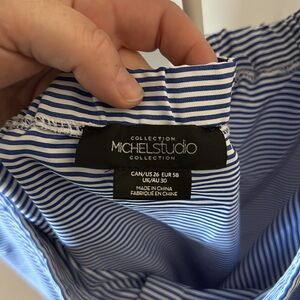 COLLECTION
MICHELSTUDIO
COLLECTION
CAN/US 26 EUR 58
UK/AU 30
MADE IN CHINA
FABRIQUÉ EN CHINE